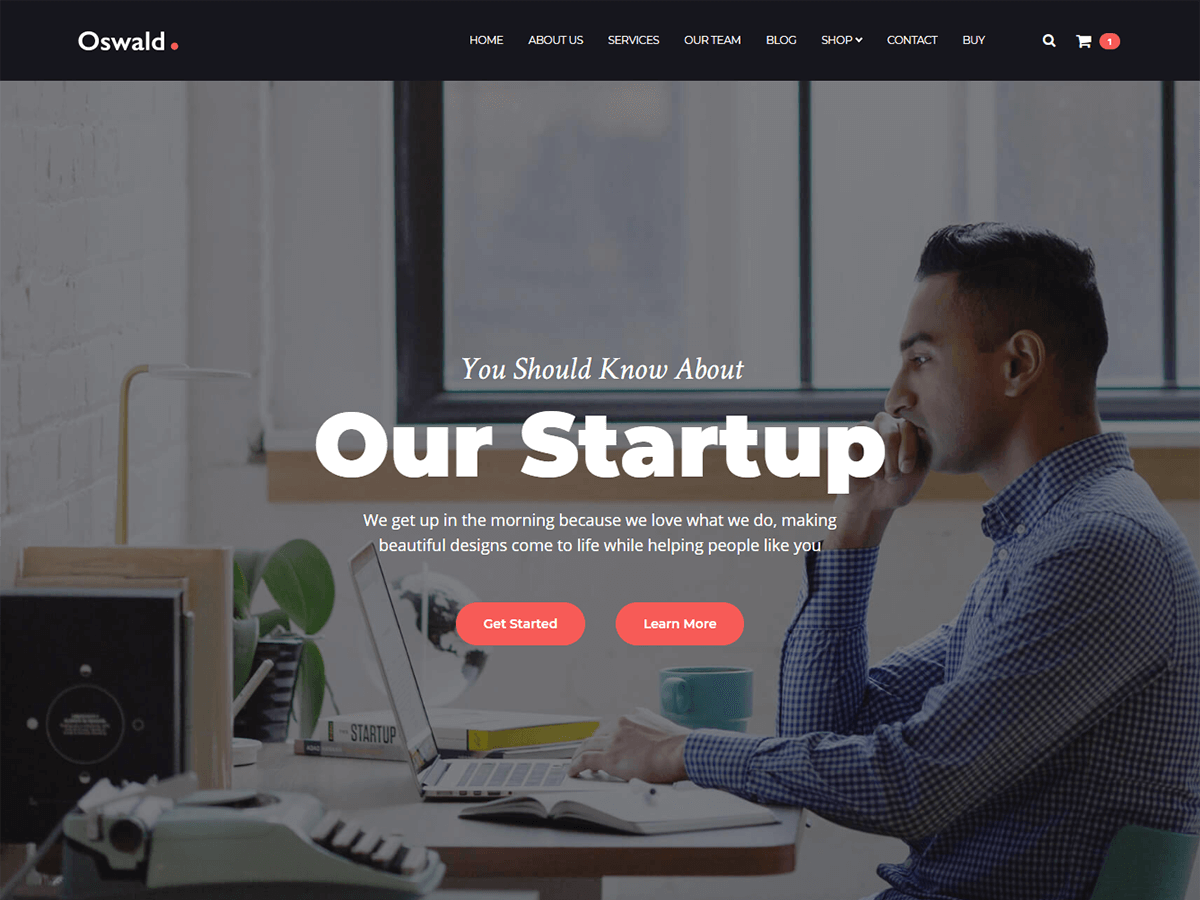 Oswald.
HOME ABOUT US SERVICES OUR TEAM BLOG SHOP CONTACT BUY 1
You Should Know About
Our Startup
We get up in the morning because we love what we do, making
beautiful designs come to life while helping people like you
Get Started Learn More
STARTUP